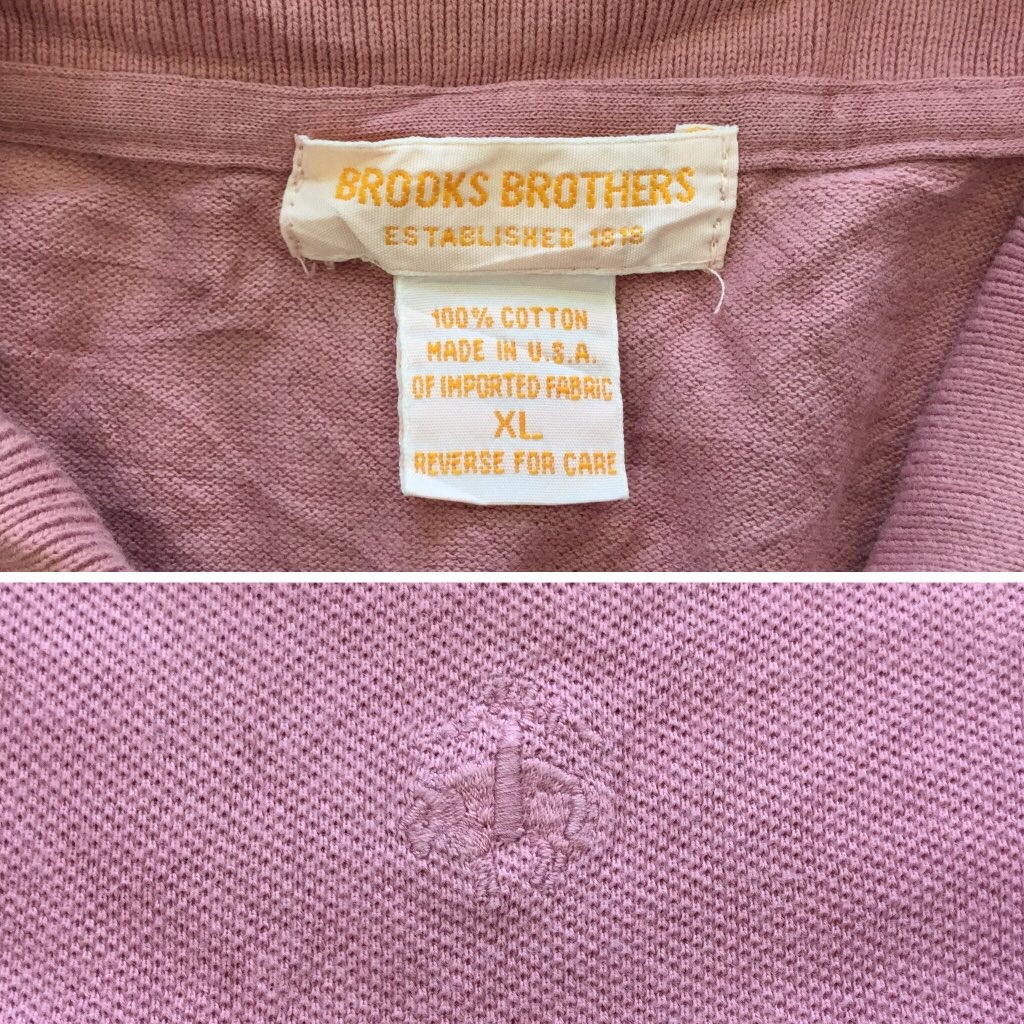 BROOKS BROTHERS
ESTABLISHED 1818
100% COTTON
MADE IN U.S.A.
OF IMPORTED FABRIC
XL
REVERSE FOR CARE